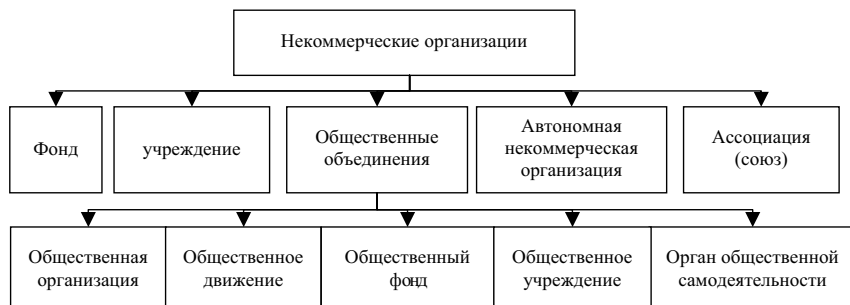 Некоммерческие организации
Фонд
учреждение
Общественные
объединения
Автономная
некоммерческая
организация
Ассоциация
(союз)
Общественная
организация
Общественное
движение
Общественный
фонд
Общественное
учреждение
Орган общественной
самодеятельности